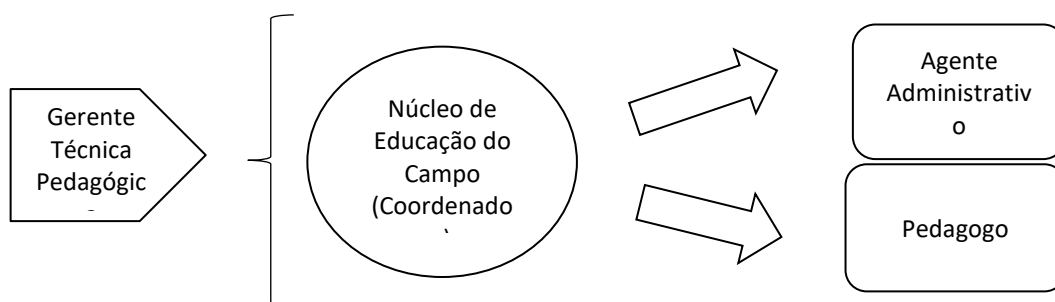 Gerente
Técnica
Pedagógic
Núcleo de
Educação do
Campo
(Coordenado
Agente
Administrativ
o
Pedagogo